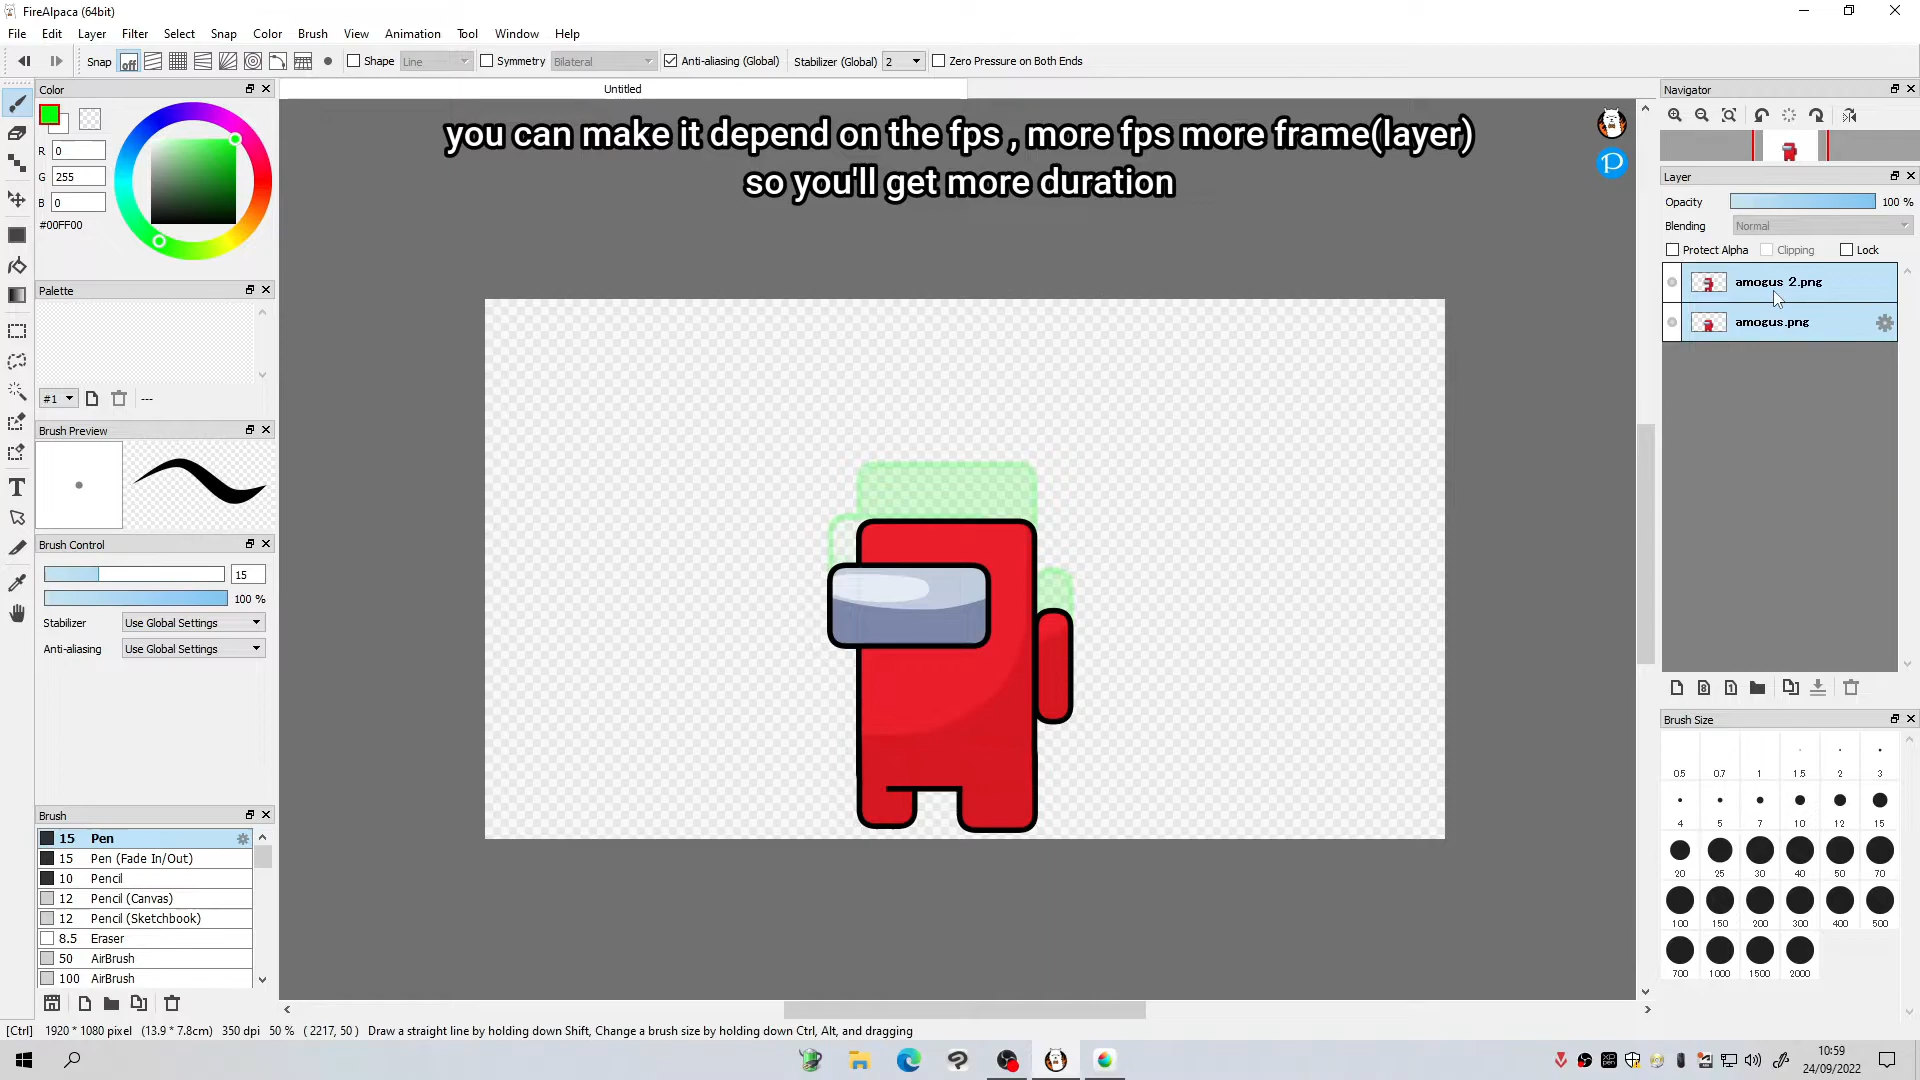 FireAlpaca (64bit)
File Edit Layer Filter Select Snap Color Brush View Animation Tool Window Help
Snap off Shape Line Symmetry Bilateral Anti-aliasing (Global) Stabilizer (Global) 2 Zero Pressure on Both Ends
Color
R 0
G 255
B 0
#00FF00
Palette
#1 ---
Brush Preview
Brush Control
15
100 %
Stabilizer Use Global Settings
Anti-aliasing Use Global Settings
Brush
15 Pen
15 Pen (Fade In/Out)
10 Pencil
12 Pencil (Canvas)
12 Pencil (Sketchbook)
8.5 Eraser
50 AirBrush
100 AirBrush
Untitled
you can make it depend on the fps , more fps more frame(layer)
so you'll get more duration
P
Navigator
Layer
Opacity 100 %
Blending Normal
Protect Alpha Clipping Lock
amogus 2.png
amogus.png
8 1
Brush Size
0.5 0.7 1 1.5 2 3
4 5 7 10 12 15
20 25 30 40 50 70
100 150 200 300 400 500
700 1000 1500 2000
[Ctrl] 1920 * 1080 pixel (13.9 * 7.8cm) 350 dpi 50 % ( 2217, 50 ) Draw a straight line by holding down Shift, Change a brush size by holding down Ctrl, Alt, and dragging
10:59
24/09/2022